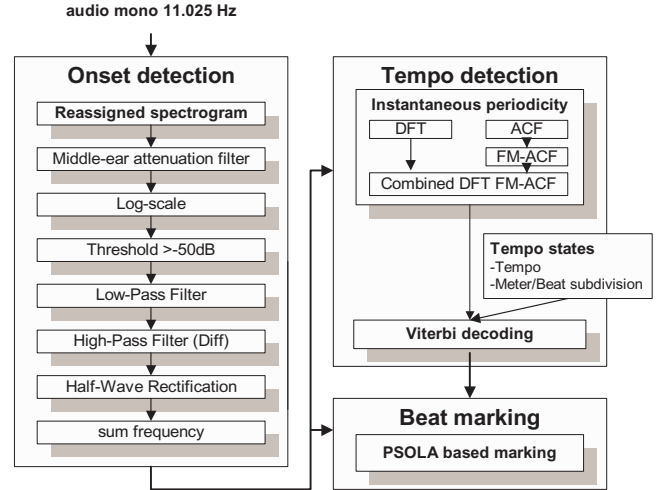 audio mono 11.025 Hz
Onset detection
Reassigned spectrogram
Middle-ear attenuation filter
Log-scale
Threshold >-50dB
Low-Pass Filter
High-Pass Filter (Diff)
Half-Wave Rectification
sum frequency
Tempo detection
Instantaneous periodicity
DFT
ACF
FM-ACF
Combined DFT FM-ACF
Tempo states
-Tempo
-Meter/Beat subdivision
Viterbi decoding
Beat marking
PSOLA based marking